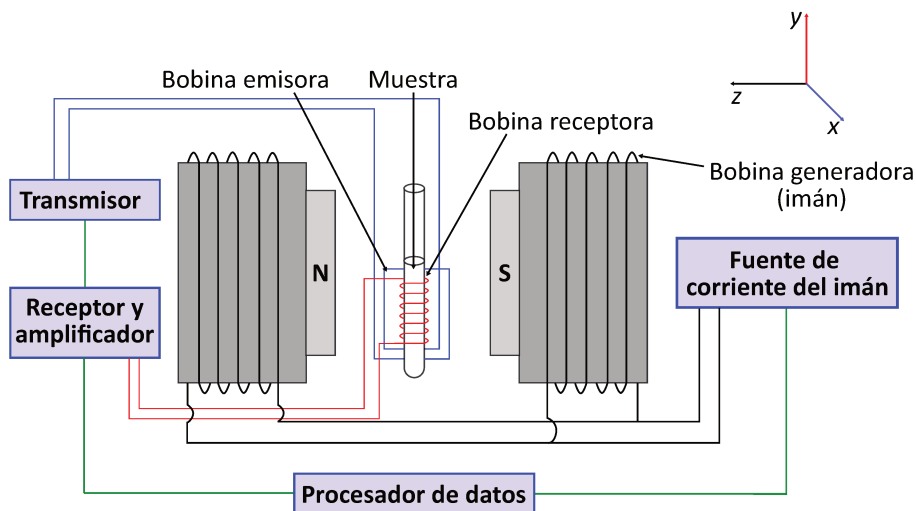 y
z
x
Bobina emisora
Muestra
Bobina receptora
Bobina generadora
(imán)
Transmisor
N
S
Fuente de
corriente del imán
Receptor y
amplificador
Procesador de datos